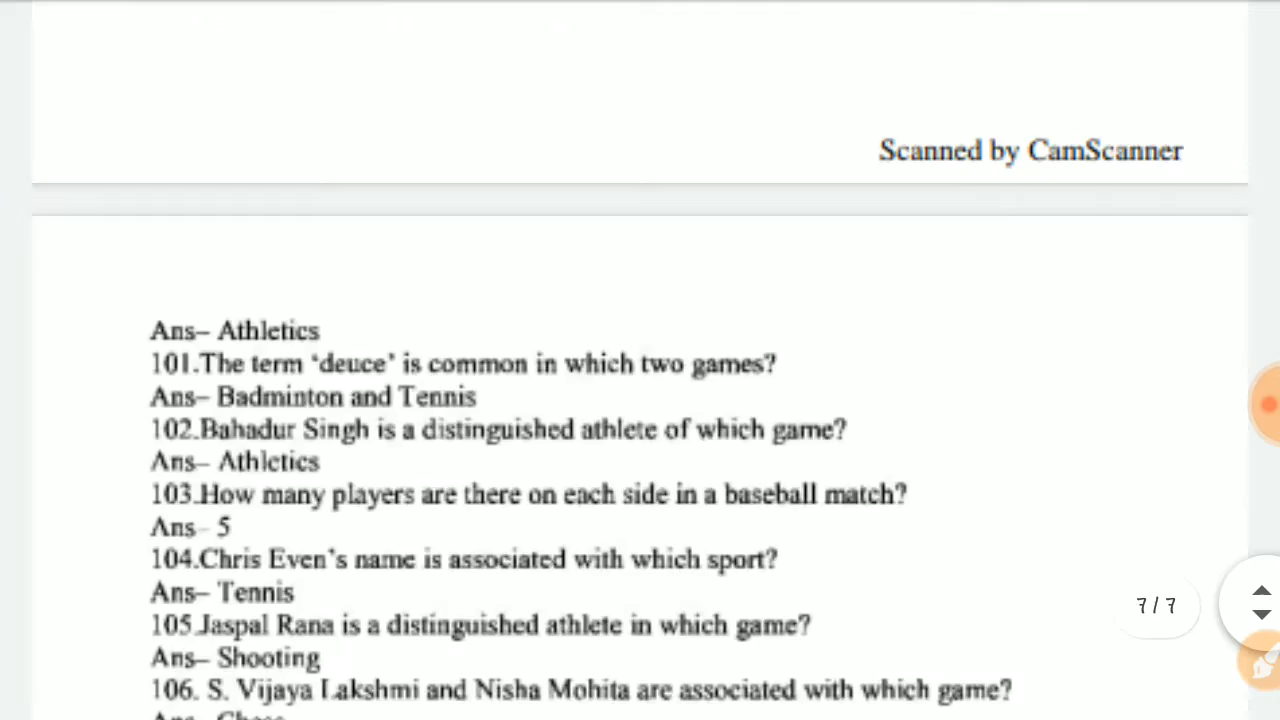 Scanned by CamScanner
Ans– Athletics
101.The term ‘deuce’ is common in which two games?
Ans– Badminton and Tennis
102.Bahadur Singh is a distinguished athlete of which game?
Ans– Athletics
103.How many players are there on each side in a baseball match?
Ans– 5
104.Chris Even’s name is associated with which sport?
Ans– Tennis
105.Jaspal Rana is a distinguished athlete in which game?
Ans– Shooting
7 / 7
106. S. Vijaya Lakshmi and Nisha Mohita are associated with which game?
Ans– Chess